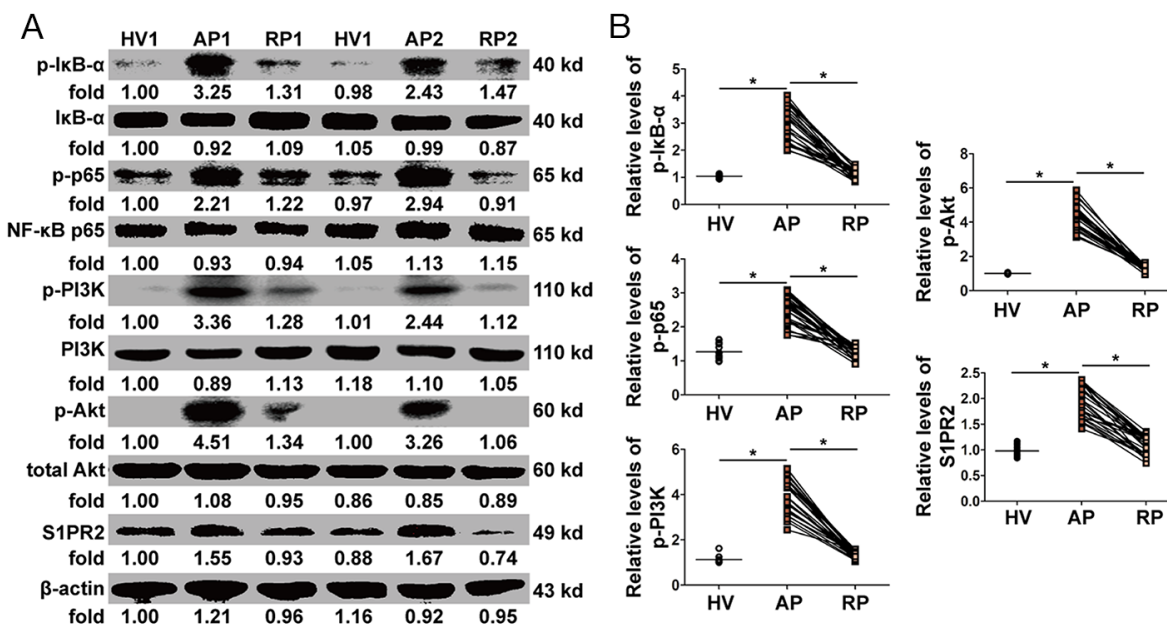 A
HV1 AP1 RP1 HV1 AP2 RP2
p-IκB-α 40 kd
fold 1.00 3.25 1.31 0.98 2.43 1.47
IκB-α 40 kd
fold 1.00 0.92 1.09 1.05 0.99 0.87
p-p65 65 kd
fold 1.00 2.21 1.22 0.97 2.94 0.91
NF-κB p65 65 kd
fold 1.00 0.93 0.94 1.05 1.13 1.15
p-PI3K 110 kd
fold 1.00 3.36 1.28 1.01 2.44 1.12
PI3K 110 kd
fold 1.00 0.89 1.13 1.18 1.10 1.05
p-Akt 60 kd
fold 1.00 4.51 1.34 1.00 3.26 1.06
total Akt 60 kd
fold 1.00 1.08 0.95 0.86 0.85 0.89
S1PR2 49 kd
fold 1.00 1.55 0.93 0.88 1.67 0.74
β-actin 43 kd
fold 1.00 1.21 0.96 1.16 0.92 0.95
B
Relative levels of
p-IκB-α
5
4
3
2
1
0
* *
HV AP RP
Relative levels of
p-p65
4
3
2
1
0
* *
HV AP RP
Relative levels of
p-PI3K
6
4
2
0
* *
HV AP RP
Relative levels of
p-Akt
8
6
4
2
0
* *
HV AP RP
Relative levels of
S1PR2
2.5
2.0
1.5
1.0
0.5
0.0
* *
HV AP RP